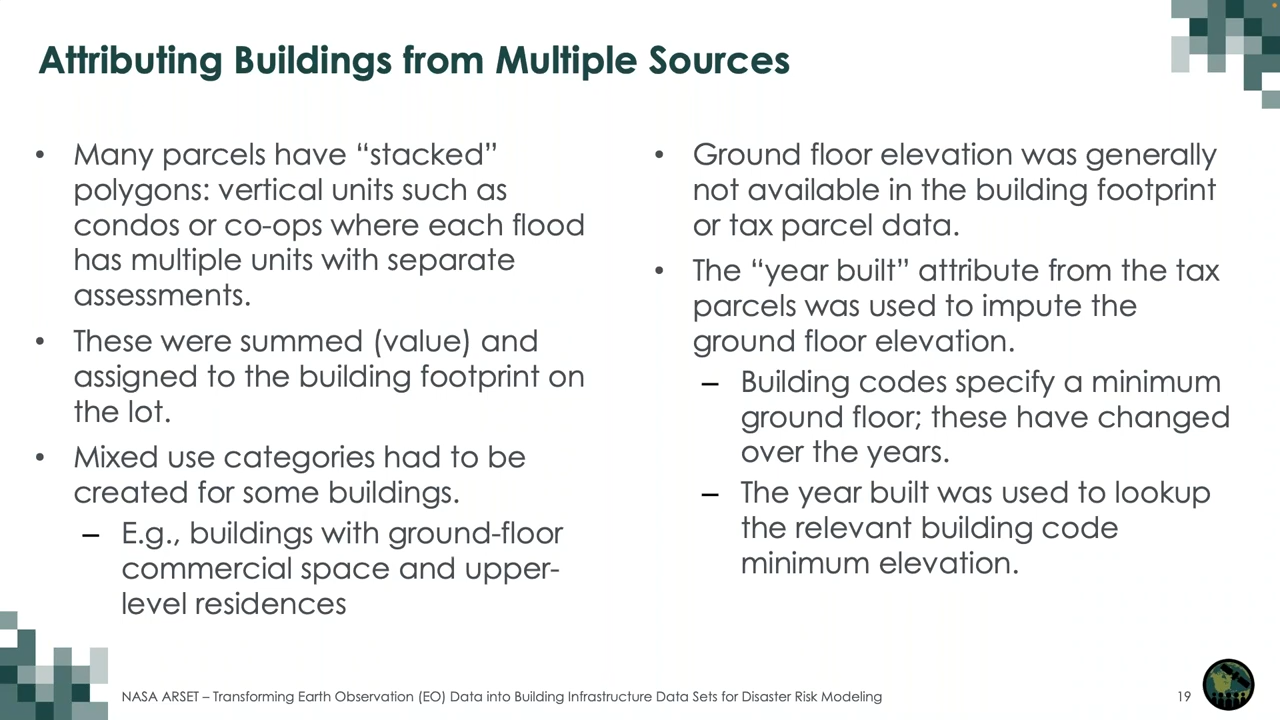 Attributing Buildings from Multiple Sources
• Many parcels have “stacked”
polygons: vertical units such as
condos or co-ops where each flood
has multiple units with separate
assessments.
• These were summed (value) and
assigned to the building footprint on
the lot.
• Mixed use categories had to be
created for some buildings.
– E.g., buildings with ground-floor
commercial space and upper-
level residences
• Ground floor elevation was generally
not available in the building footprint
or tax parcel data.
• The “year built” attribute from the tax
parcels was used to impute the
ground floor elevation.
– Building codes specify a minimum
ground floor; these have changed
over the years.
– The year built was used to lookup
the relevant building code
minimum elevation.
NASA ARSET – Transforming Earth Observation (EO) Data into Building Infrastructure Data Sets for Disaster Risk Modeling
19